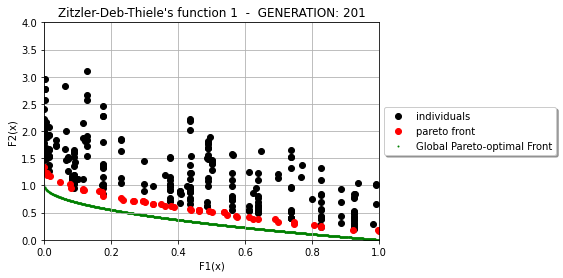 Zitzler-Deb-Thiele's function 1 - GENERATION: 201
4.0
3.5
3.0
2.5
2.0
1.5
1.0
0.5
0.0
F2(x)
0.0 0.2 0.4 0.6 0.8 1.0
F1(x)
individuals
pareto front
Global Pareto-optimal Front